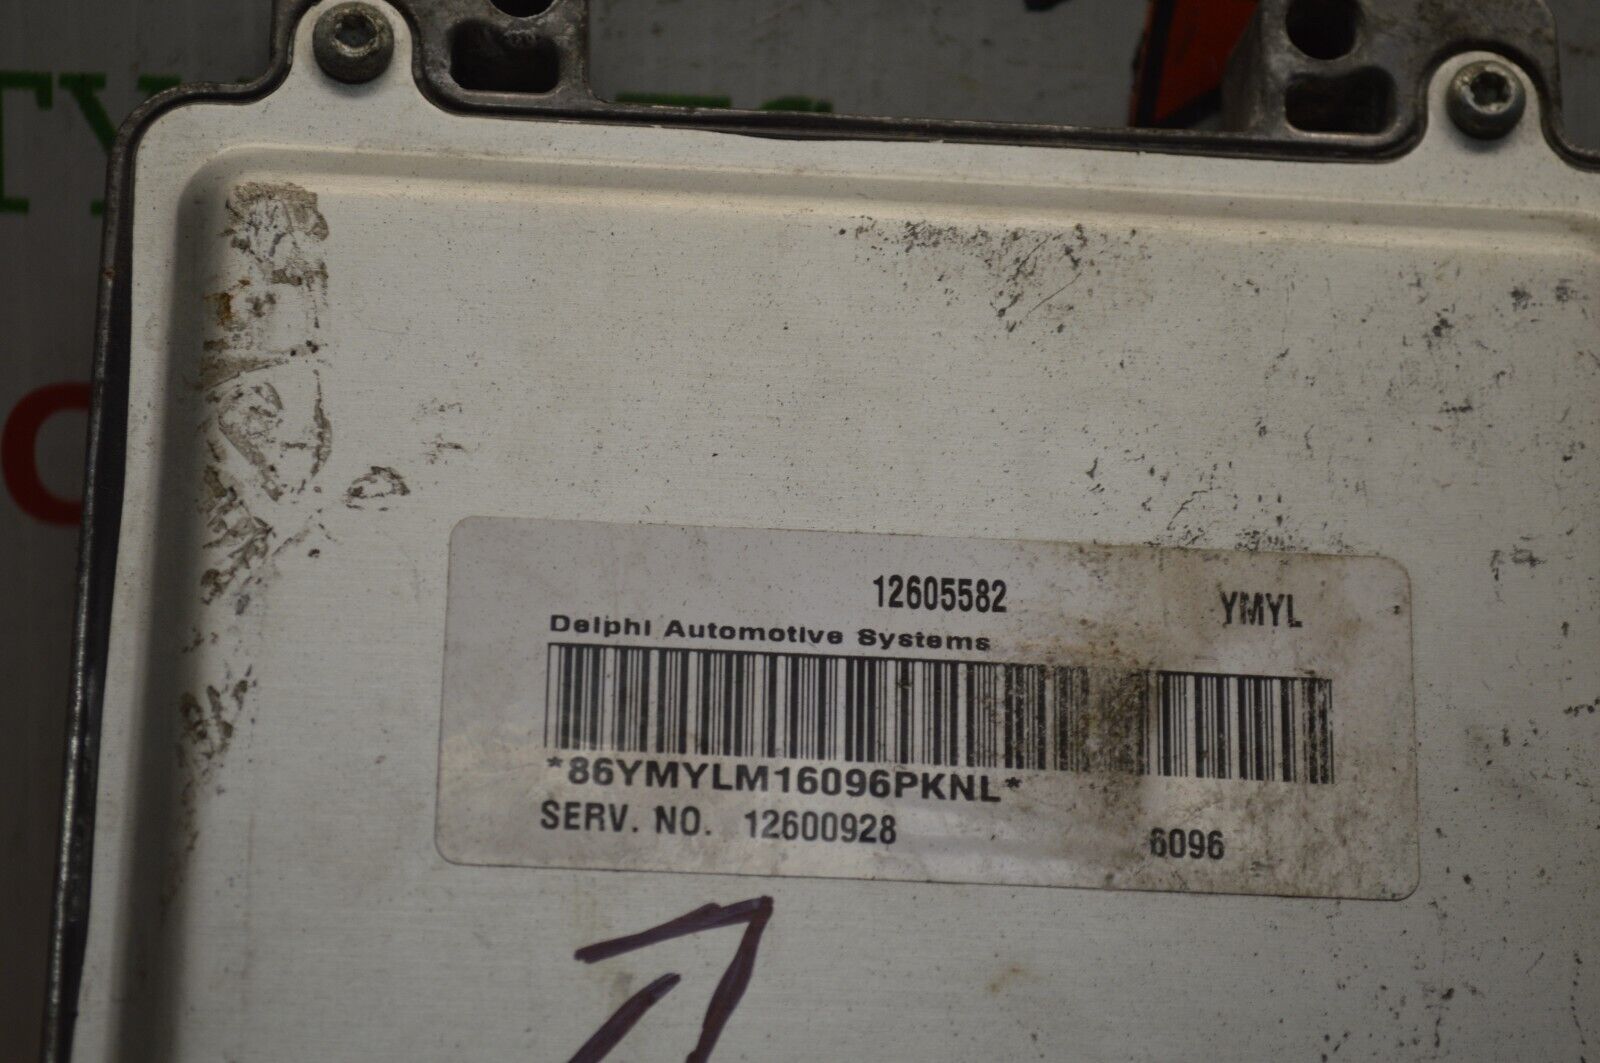 12605582 YMYL
Delphi Automotive Systems
*86YMYLM16096PKNL*
SERV. NO. 12600928 6096